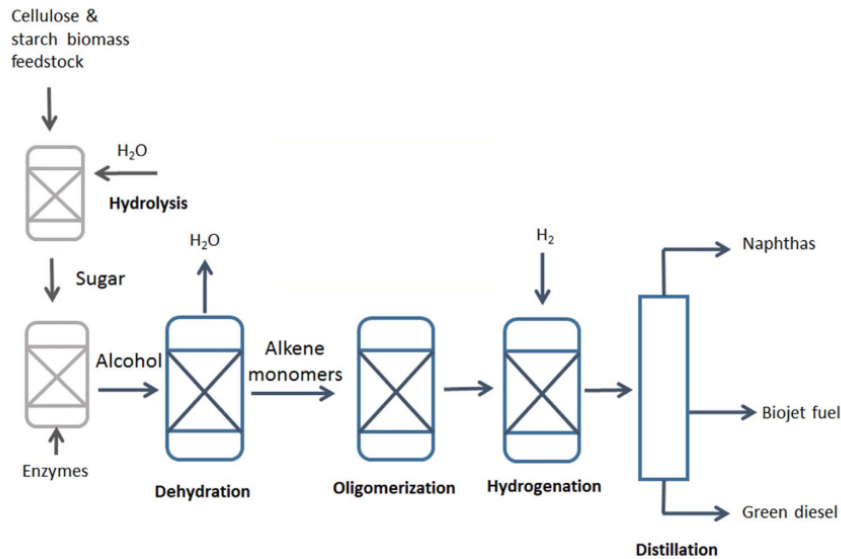 Cellulose &
starch biomass
feedstock
H₂O
Hydrolysis
Sugar
H₂O
H₂
Naphthas
Alcohol
Alkene
monomers
Biojet fuel
Enzymes
Dehydration
Oligomerization
Hydrogenation
Green diesel
Distillation